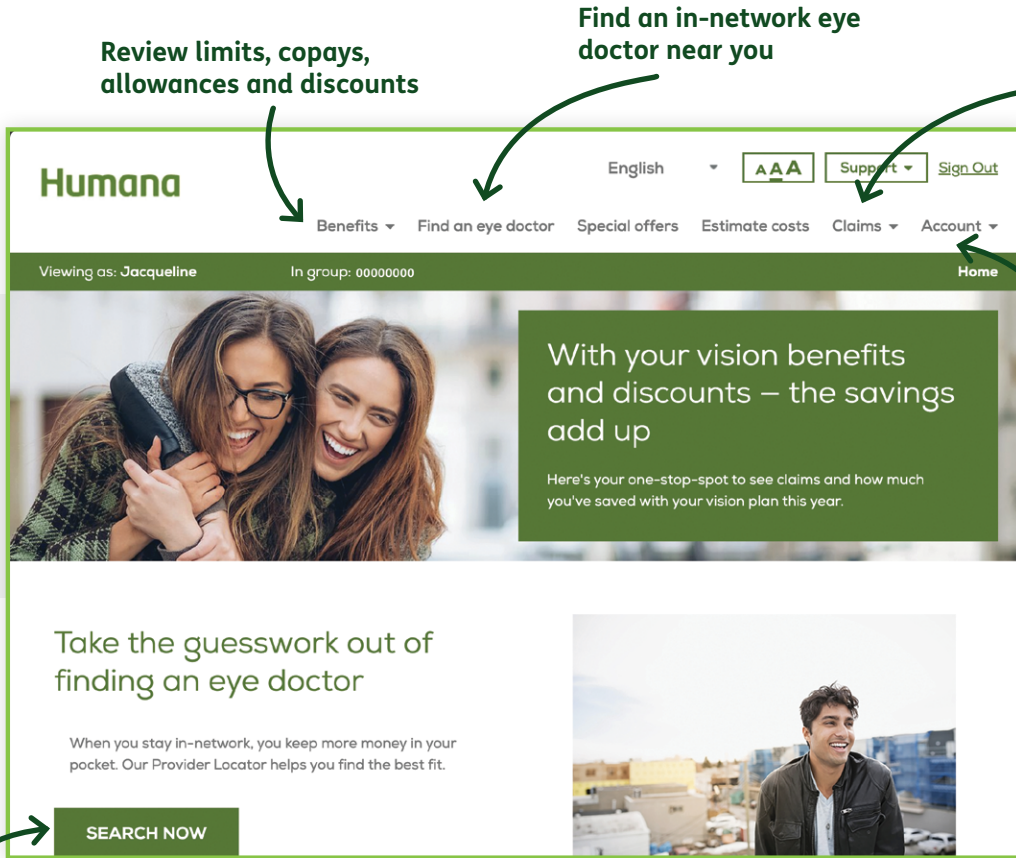 Find an in-network eye
doctor near you
Review limits, copays,
allowances and discounts
Humana
English
AAA
Support
Sign Out
Benefits
Find an eye doctor
Special offers
Estimate costs
Claims
Account
Viewing as: Jacqueline
In group: 00000000
Home
With your vision benefits
and discounts – the savings
add up
Here's your one-stop-spot to see claims and how much
you've saved with your vision plan this year.
Take the guesswork out of
finding an eye doctor
When you stay in-network, you keep more money in your
pocket. Our Provider Locator helps you find the best fit.
SEARCH NOW